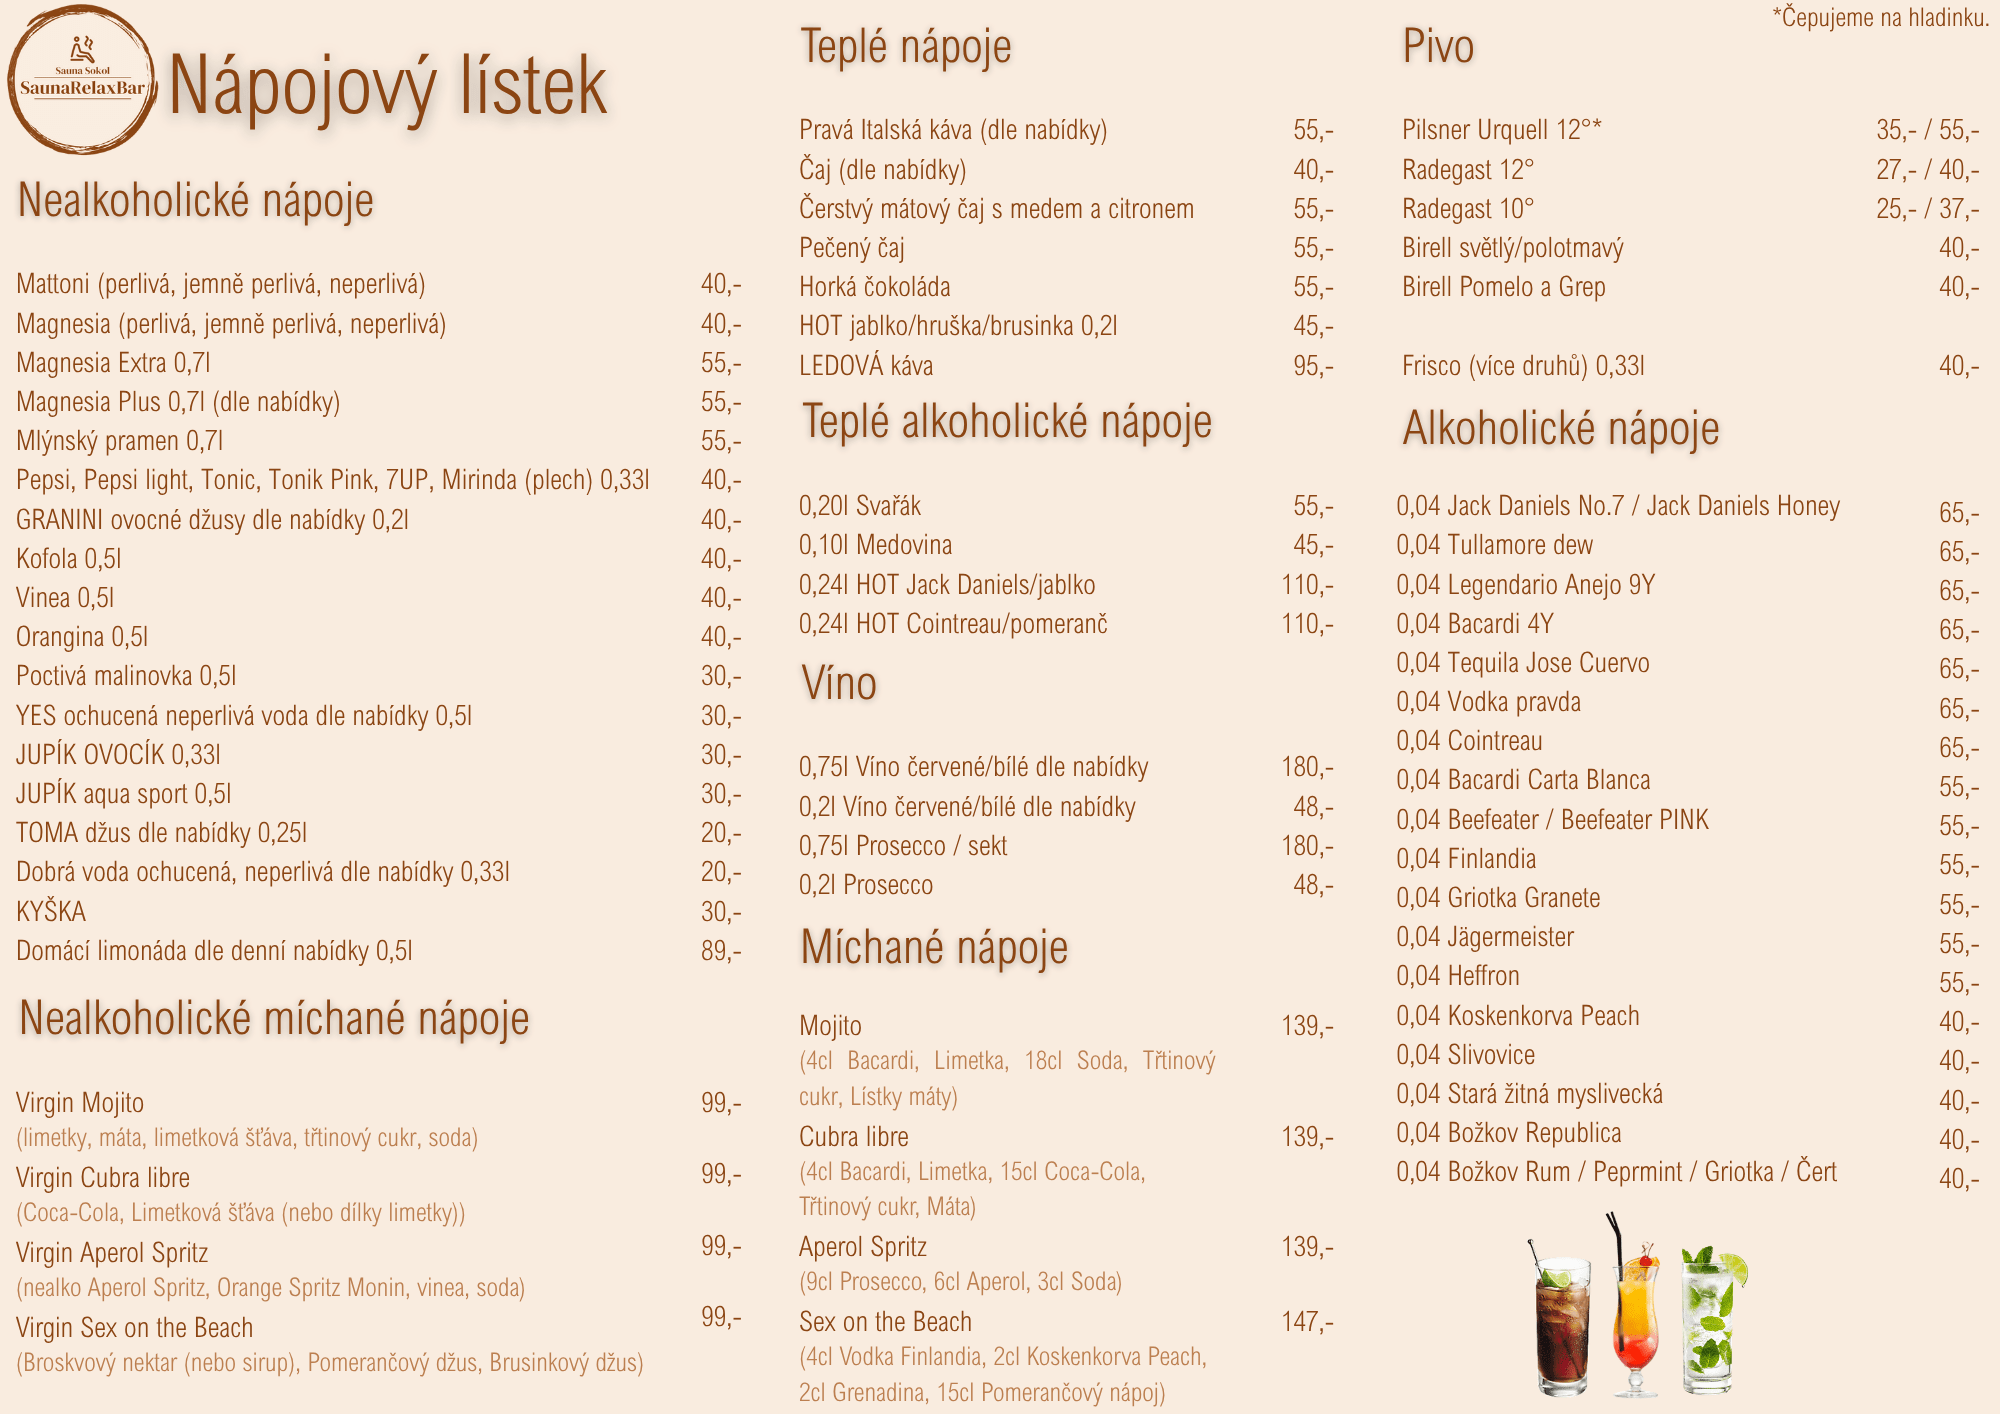 Sauna Sokol
SaunaRelaxBar
Nápojový lístek
Nealkoholické nápoje
Mattoni (perlivá, jemně perlivá, neperlivá) 40,-
Magnesia (perlivá, jemně perlivá, neperlivá) 40,-
Magnesia Extra 0,7l 55,-
Magnesia Plus 0,7l (dle nabídky) 55,-
Mlýnský pramen 0,7l 55,-
Pepsi, Pepsi light, Tonic, Tonik Pink, 7UP, Mirinda (plech) 0,33l 40,-
GRANINI ovocné džusy dle nabídky 0,2l 40,-
Kofola 0,5l 40,-
Vinea 0,5l 40,-
Orangina 0,5l 40,-
Poctivá malinovka 0,5l 30,-
YES ochucená neperlivá voda dle nabídky 0,5l 30,-
JUPÍK OVOCÍK 0,33l 30,-
JUPÍK aqua sport 0,5l 30,-
TOMA džus dle nabídky 0,25l 20,-
Dobrá voda ochucená, neperlivá dle nabídky 0,33l 20,-
KYŠKA 30,-
Domácí limonáda dle denní nabídky 0,5l 89,-
Nealkoholické míchané nápoje
Virgin Mojito 99,-
(limetky, máta, limetková šťáva, třtinový cukr, soda)
Virgin Cubra libre 99,-
(Coca-Cola, Limetková šťáva (nebo dílky limetky))
Virgin Aperol Spritz 99,-
(nealko Aperol Spritz, Orange Spritz Monin, vinea, soda)
Virgin Sex on the Beach 99,-
(Broskvový nektar (nebo sirup), Pomerančový džus, Brusinkový džus)
Teplé nápoje
Pravá Italská káva (dle nabídky) 55,-
Čaj (dle nabídky) 40,-
Čerstvý mátový čaj s medem a citronem 55,-
Pečený čaj 55,-
Horká čokoláda 55,-
HOT jablko/hruška/brusinka 0,2l 45,-
LEDOVÁ káva 95,-
Teplé alkoholické nápoje
0,20l Svařák 55,-
0,10l Medovina 45,-
0,24l HOT Jack Daniels/jablko 110,-
0,24l HOT Cointreau/pomeranč 110,-
Víno
0,75l Víno červené/bílé dle nabídky 180,-
0,2l Víno červené/bílé dle nabídky 48,-
0,75l Prosecco / sekt 180,-
0,2l Prosecco 48,-
Míchané nápoje
Mojito 139,-
(4cl Bacardi, Limetka, 18cl Soda, Třtinový
cukr, Lístky máty)
Cubra libre 139,-
(4cl Bacardi, Limetka, 15cl Coca-Cola,
Třtinový cukr, Máta)
Aperol Spritz 139,-
(9cl Prosecco, 6cl Aperol, 3cl Soda)
Sex on the Beach 147,-
(4cl Vodka Finlandia, 2cl Koskenkorva Peach,
2cl Grenadina, 15cl Pomerančový nápoj)
*Čepujeme na hladinku.
Pivo
Pilsner Urquell 12°* 35,- / 55,-
Radegast 12° 27,- / 40,-
Radegast 10° 25,- / 37,-
Birell světlý/polotmavý 40,-
Birell Pomelo a Grep 40,-
Frisco (více druhů) 0,33l 40,-
Alkoholické nápoje
0,04 Jack Daniels No.7 / Jack Daniels Honey 65,-
0,04 Tullamore dew 65,-
0,04 Legendario Anejo 9Y 65,-
0,04 Bacardi 4Y 65,-
0,04 Tequila Jose Cuervo 65,-
0,04 Vodka pravda 65,-
0,04 Cointreau 65,-
0,04 Bacardi Carta Blanca 55,-
0,04 Beefeater / Beefeater PINK 55,-
0,04 Finlandia 55,-
0,04 Griotka Granete 55,-
0,04 Jägermeister 55,-
0,04 Heffron 55,-
0,04 Koskenkorva Peach 40,-
0,04 Slivovice 40,-
0,04 Stará žitná myslivecká 40,-
0,04 Božkov Republica 40,-
0,04 Božkov Rum / Peprmint / Griotka / Čert 40,-